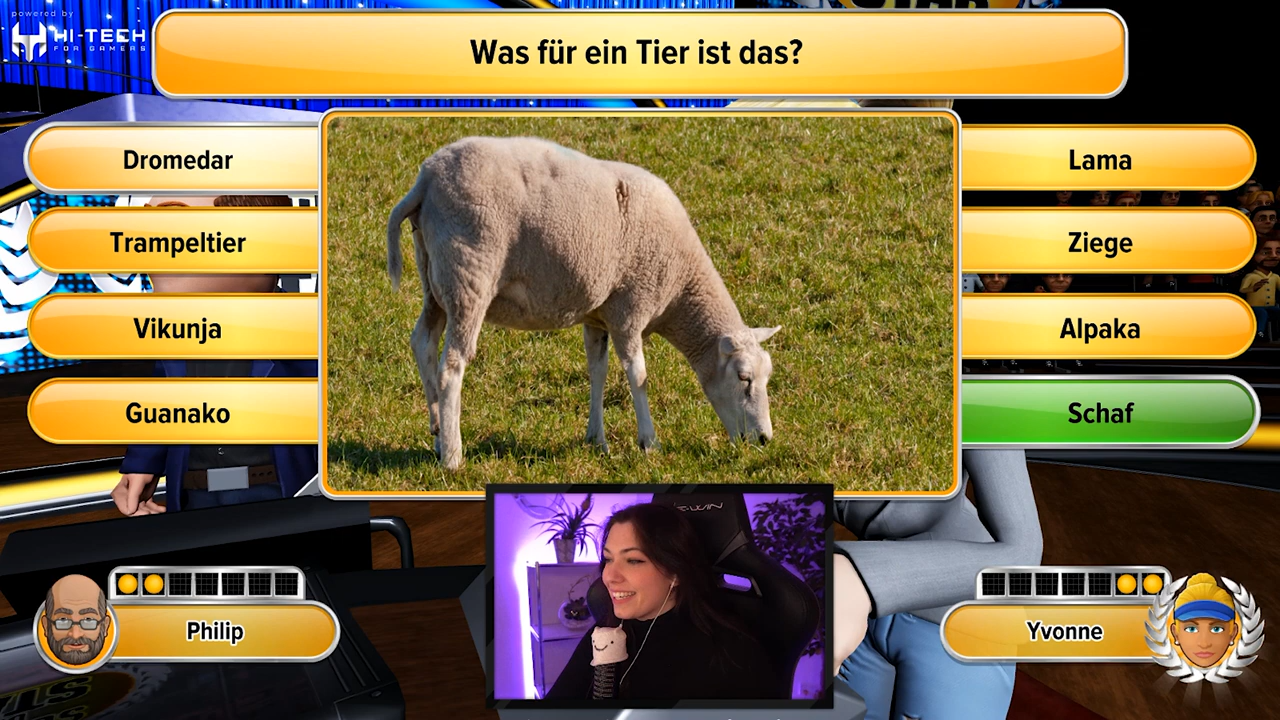 powered by
HI-TECH
FOR GAMERS
Was für ein Tier ist das?
Dromedar
Trampeltier
Vikunja
Guanako
Lama
Ziege
Alpaka
Schaf
Philip
Yvonne